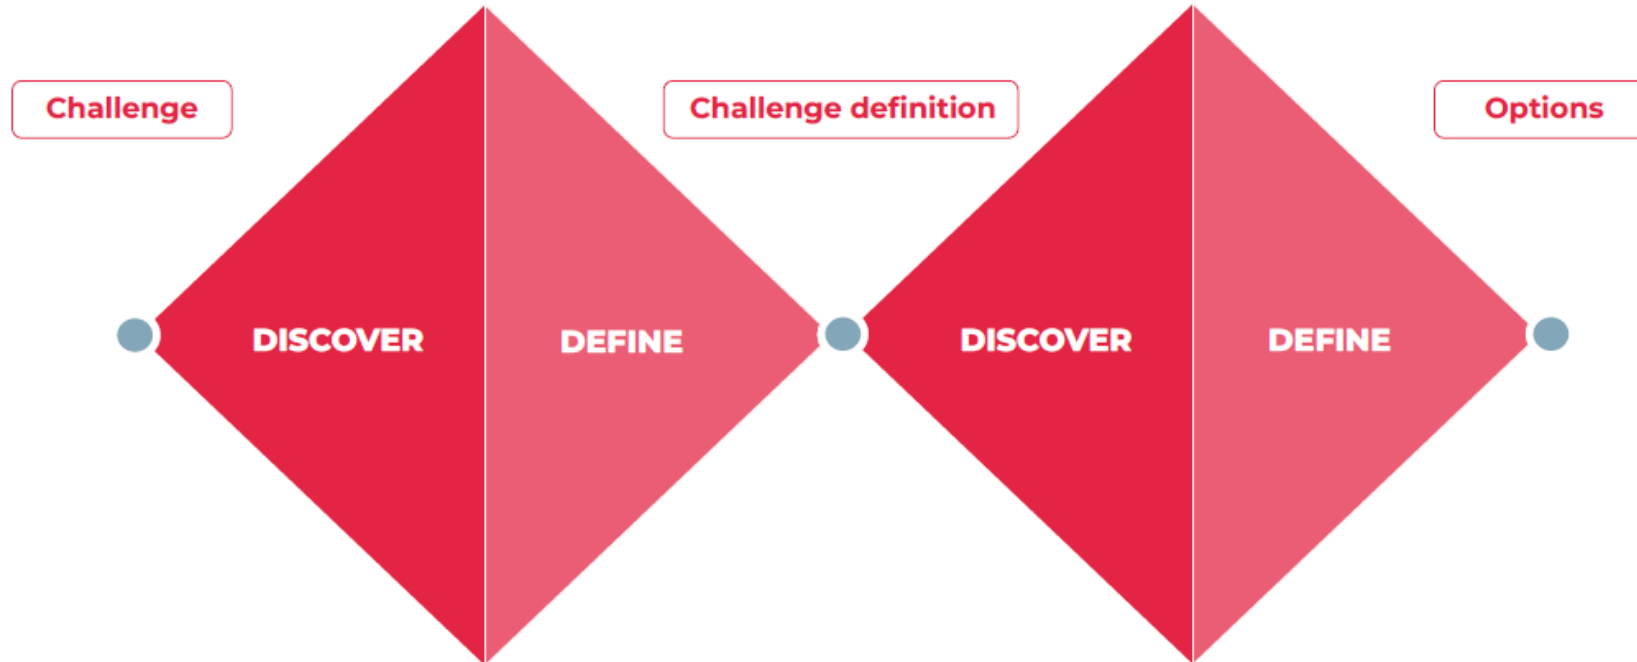 Challenge
Challenge definition
Options
DISCOVER
DEFINE
DISCOVER
DEFINE